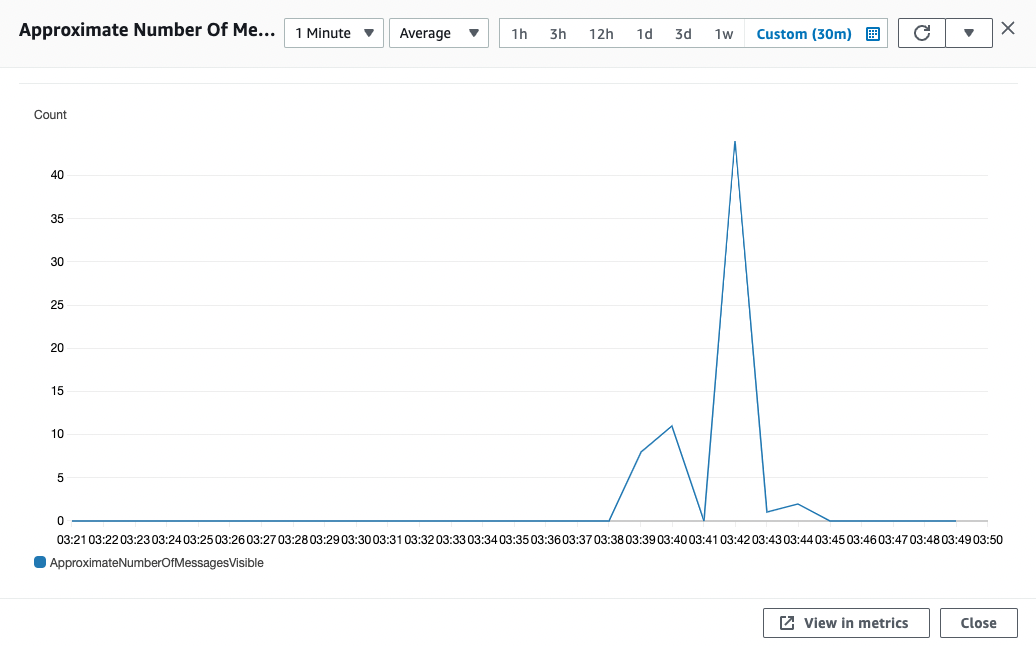 Approximate Number Of Me... 1 Minute Average 1h 3h 12h 1d 3d 1w Custom (30m)
Count
40
35
30
25
20
15
10
5
0
03:21 03:22 03:23 03:24 03:25 03:26 03:27 03:28 03:29 03:30 03:31 03:32 03:33 03:34 03:35 03:36 03:37 03:38 03:39 03:40 03:41 03:42 03:43 03:44 03:45 03:46 03:47 03:48 03:49 03:50
ApproximateNumberOfMessagesVisible
View in metrics Close